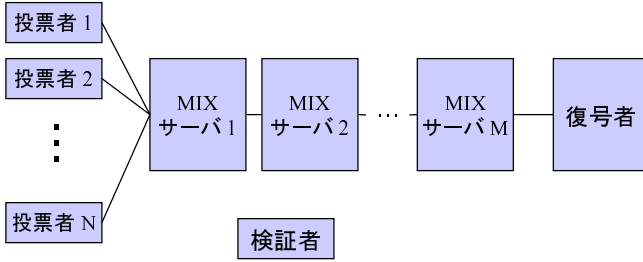 投票者 1
投票者 2
投票者 N
MIX
サーバ 1
MIX
サーバ 2
…
MIX
サーバ M
復号者
検証者